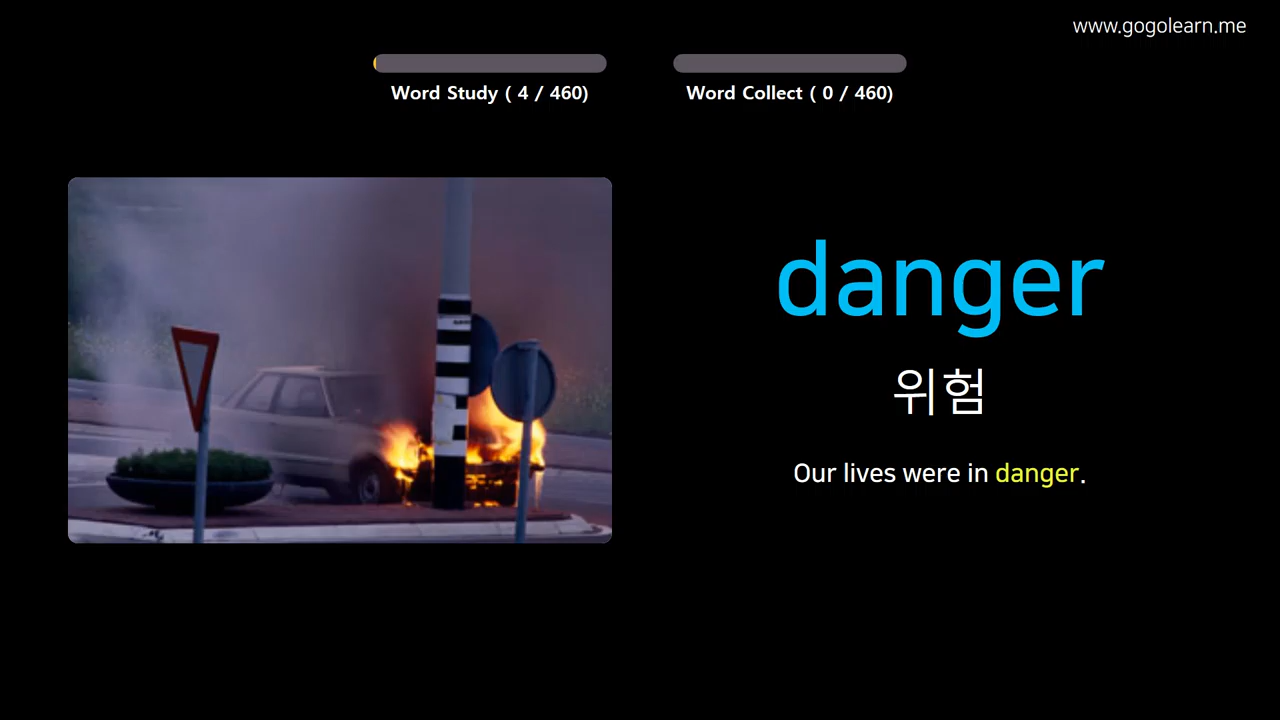 www.gogolearn.me
Word Study ( 4 / 460)
Word Collect ( 0 / 460)
danger
위험
Our lives were in danger.